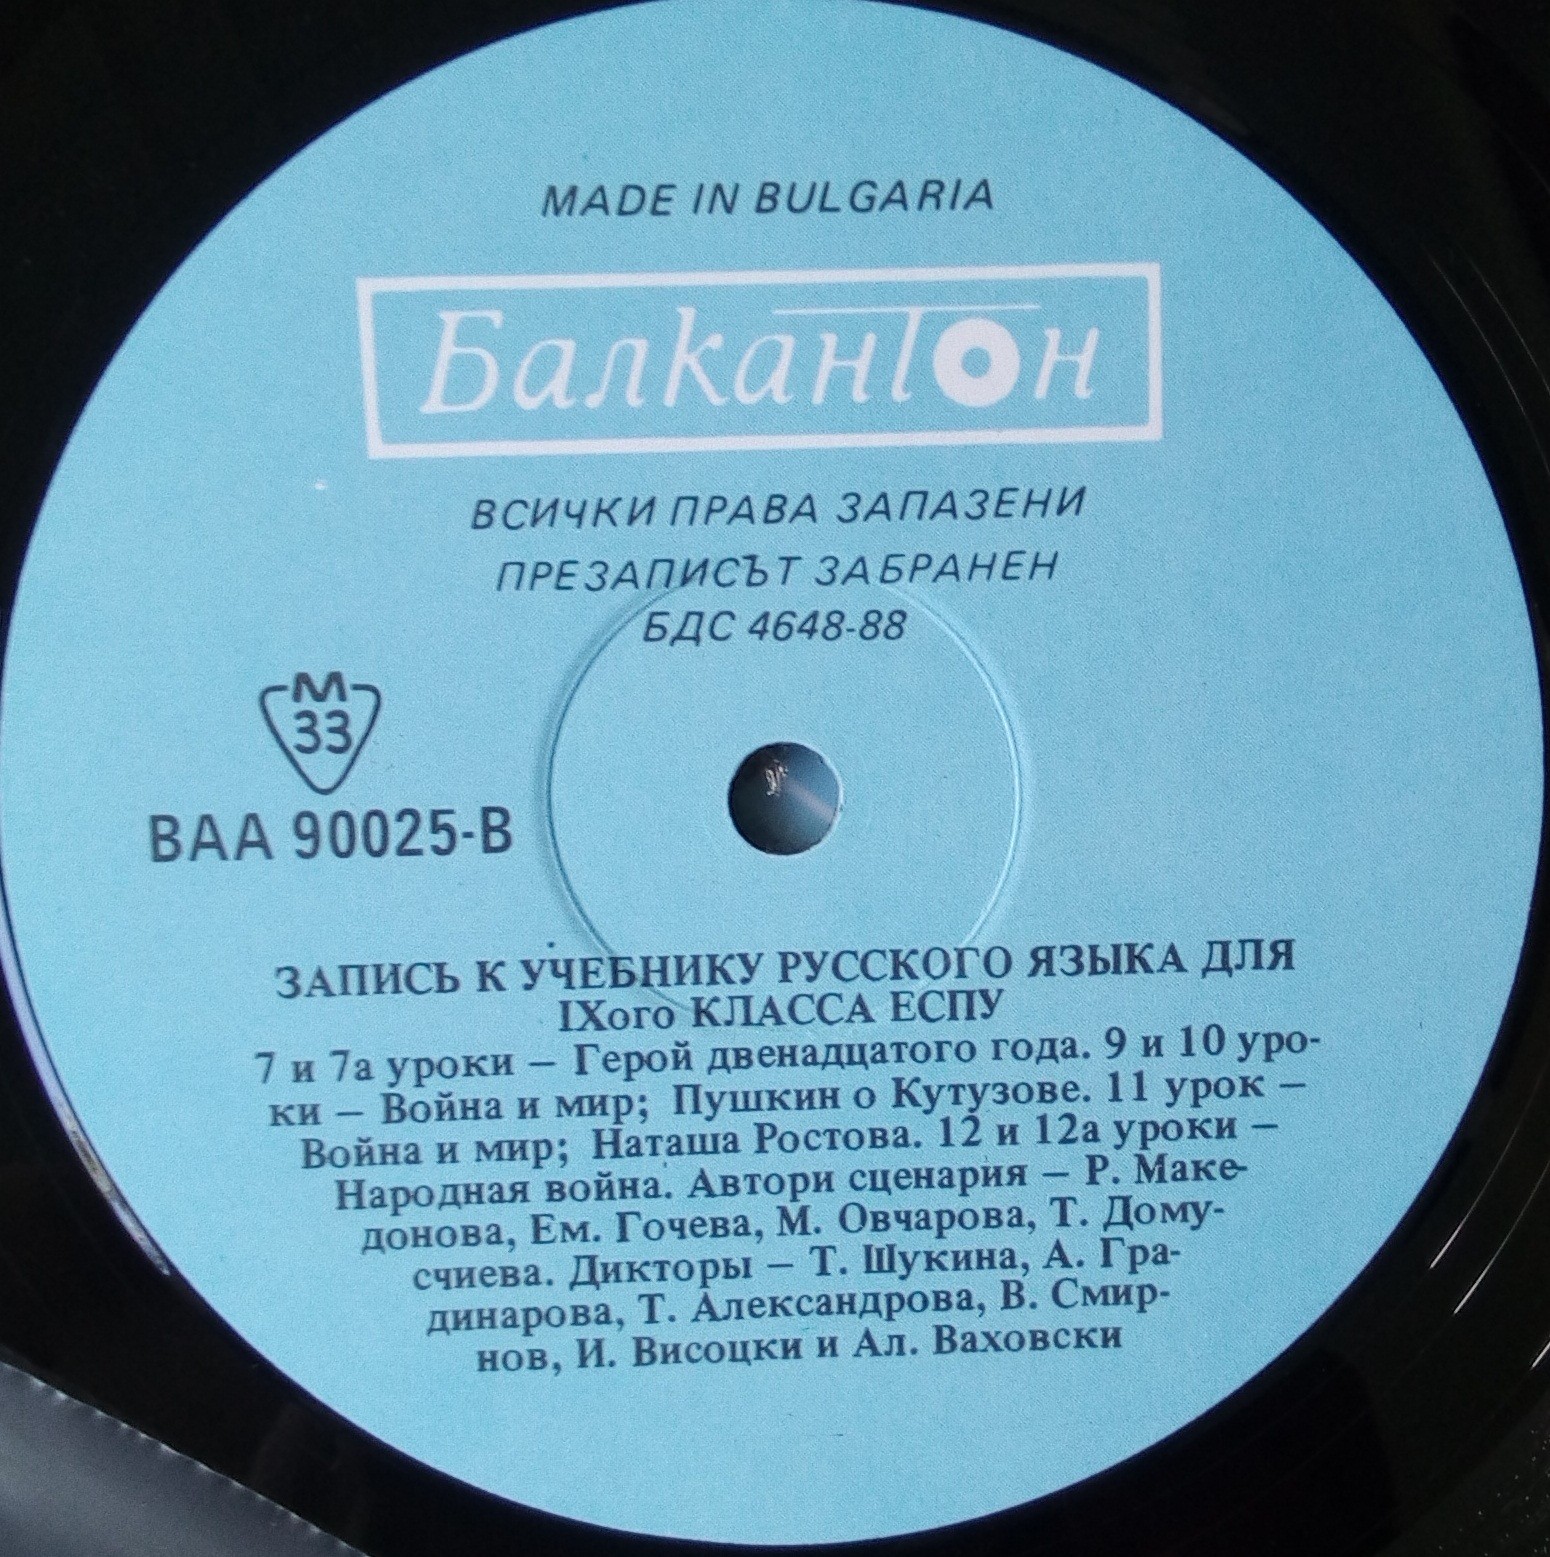 MADE IN BULGARIA
Балкантон
ВСИЧКИ ПРАВА ЗАПАЗЕНИ
ПРЕЗАПИСЪТ ЗАБРАНЕН
БДС 4648-88
М
33
ВАА 90025-В
ЗАПИСЬ К УЧЕБНИКУ РУССКОГО ЯЗЫКА ДЛЯ
IXого КЛАССА ЕСПУ
7 и 7а уроки – Герой двенадцатого года. 9 и 10 уро-
ки – Война и мир; Пушкин о Кутузове. 11 урок –
Война и мир; Наташа Ростова. 12 и 12а уроки –
Народная война. Автори сценария – Р. Маке-
донова, Ем. Гочева, М. Овчарова, Т. Дому-
счиева. Дикторы – Т. Шукина, А. Гра-
динарова, Т. Александрова, В. Смир-
нов, И. Високи и Ал. Ваховски